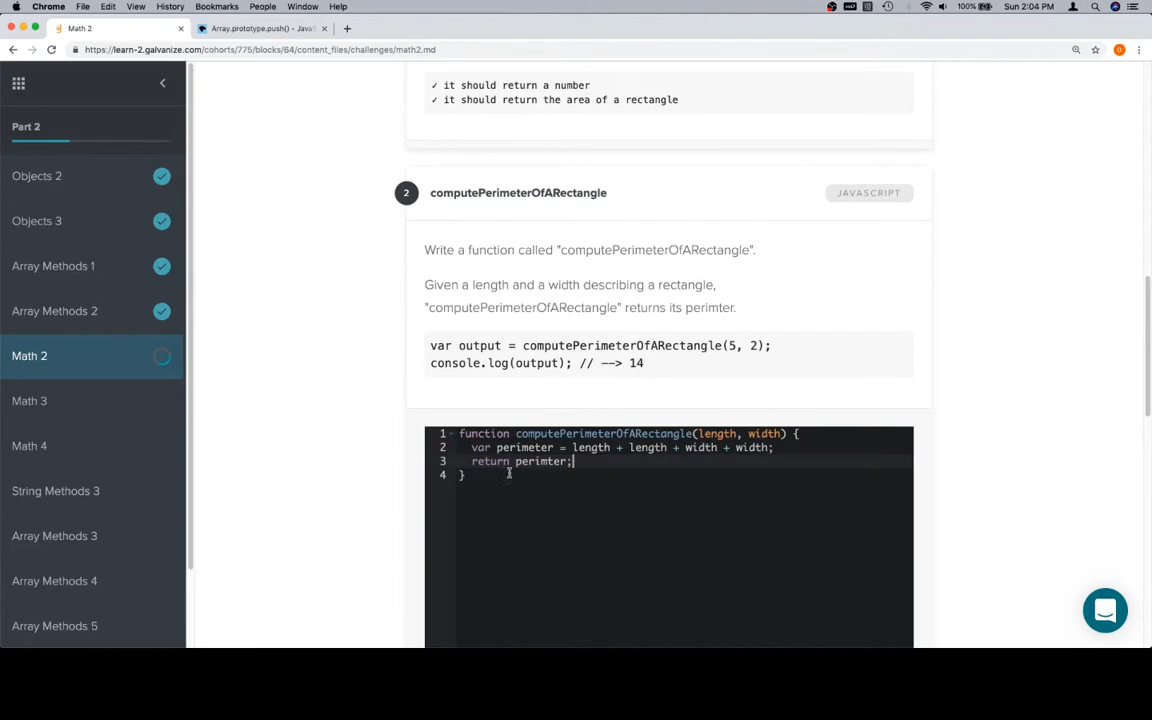 Chrome File Edit View History Bookmarks People Window Help
100% Sun 2:04 PM
Math 2
Array.prototype.push() - JavaS
https://learn-2.galvanize.com/cohorts/775/blocks/64/content_files/challenges/math2.md
Part 2
Objects 2
Objects 3
Array Methods 1
Array Methods 2
Math 2
Math 3
Math 4
String Methods 3
Array Methods 3
Array Methods 4
Array Methods 5
✓ it should return a number
✓ it should return the area of a rectangle
2 computePerimeterOfARectangle JAVASCRIPT
Write a function called "computePerimeterOfARectangle".
Given a length and a width describing a rectangle,
"computePerimeterOfARectangle" returns its perimter.
var output = computePerimeterOfARectangle(5, 2);
console.log(output); // --> 14
1 function computePerimeterOfARectangle(length, width) {
2 var perimeter = length + length + width + width;
3 return perimter;
4 }